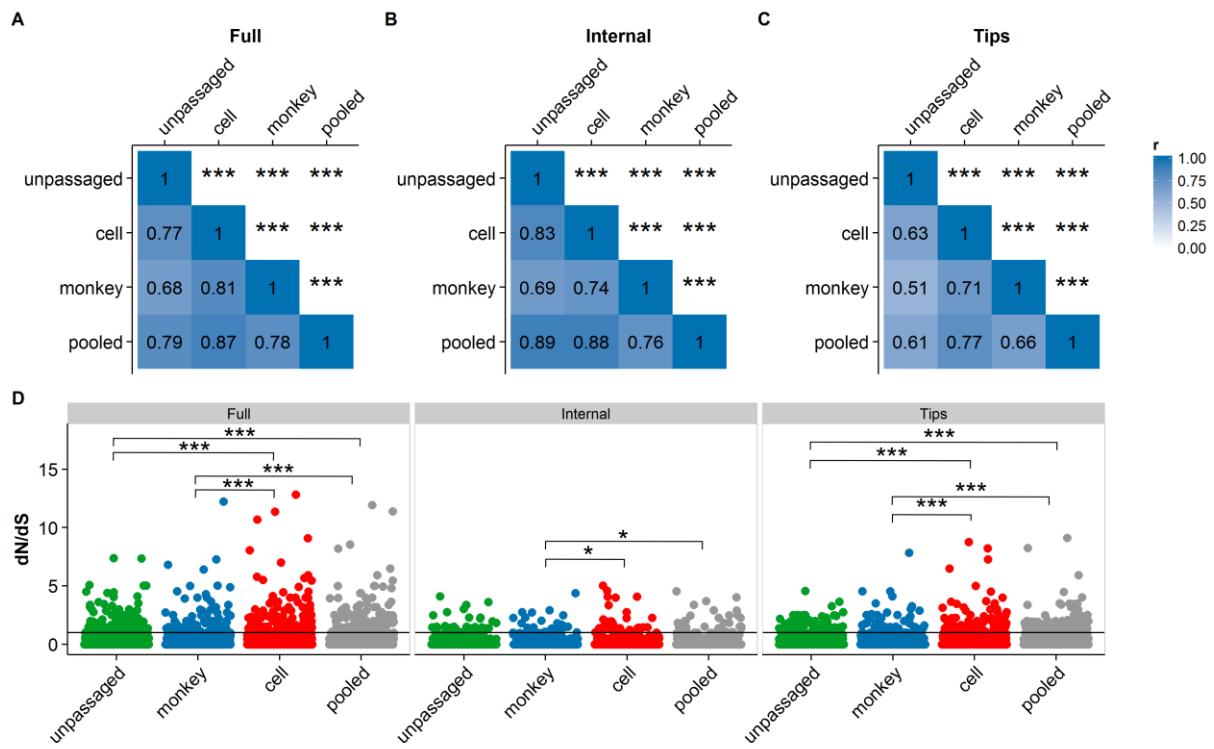 A
Full
unpassaged
cell
monkey
pooled
unpassaged 1 *** *** ***
cell 0.77 1 *** ***
monkey 0.68 0.81 1 ***
pooled 0.79 0.87 0.78 1
B
Internal
unpassaged
cell
monkey
pooled
unpassaged 1 *** *** ***
cell 0.83 1 *** ***
monkey 0.69 0.74 1 ***
pooled 0.89 0.88 0.76 1
C
Tips
unpassaged
cell
monkey
pooled
unpassaged 1 *** *** ***
cell 0.63 1 *** ***
monkey 0.51 0.71 1 ***
pooled 0.61 0.77 0.66 1
r
1.00
0.75
0.50
0.25
0.00
D
dN/dS
15
10
5
0
Full
***
***
***
***
unpassaged
monkey
cell
pooled
Internal
*
*
unpassaged
monkey
cell
pooled
Tips
***
***
***
***
unpassaged
monkey
cell
pooled